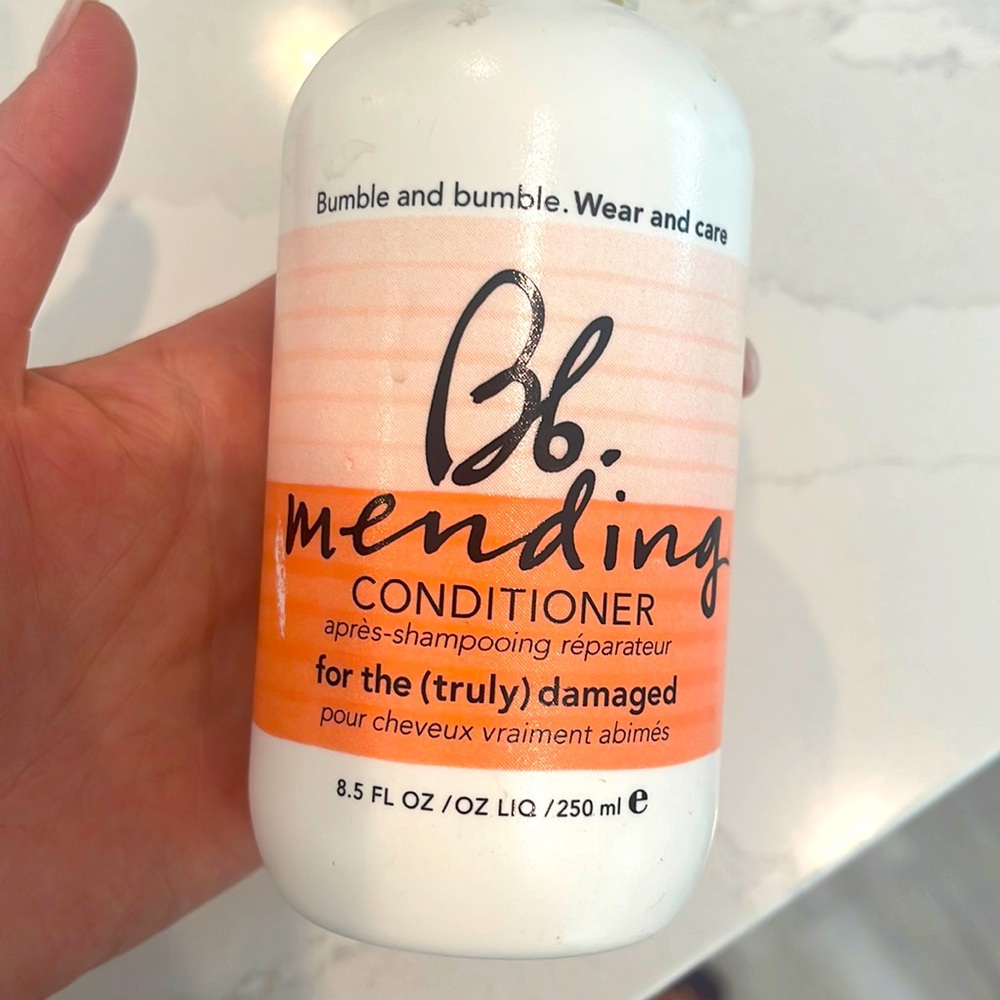 Bumble and bumble. Wear and care
Bb.
mending
CONDITIONER
après-shampooing réparateur
for the (truly) damaged
pour cheveux vraiment abimés
8.5 FL OZ / OZ LIQ / 250 ml e